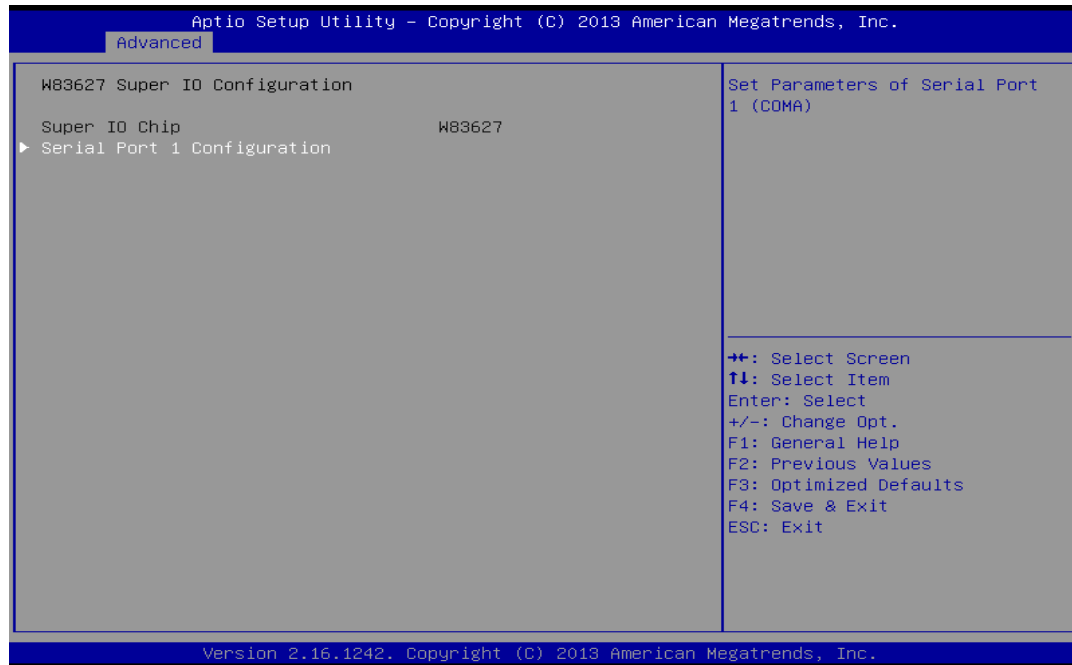 Aptio Setup Utility – Copyright (C) 2013 American Megatrends, Inc.
Advanced
W83627 Super IO Configuration
Super IO Chip W83627
▶ Serial Port 1 Configuration
Set Parameters of Serial Port
1 (COMA)
→←: Select Screen
↑↓: Select Item
Enter: Select
+/-: Change Opt.
F1: General Help
F2: Previous Values
F3: Optimized Defaults
F4: Save & Exit
ESC: Exit
Version 2.16.1242. Copyright (C) 2013 American Megatrends, Inc.